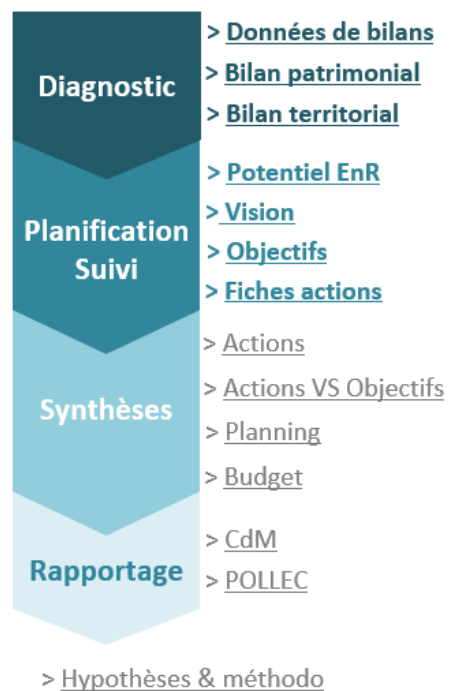 Diagnostic
> Données de bilans
> Bilan patrimonial
> Bilan territorial
Planification
Suivi
> Potentiel EnR
> Vision
> Objectifs
> Fiches actions
Synthèses
> Actions
> Actions VS Objectifs
> Planning
> Budget
Rapportage
> CdM
> POLLEC
> Hypothèses & méthodo